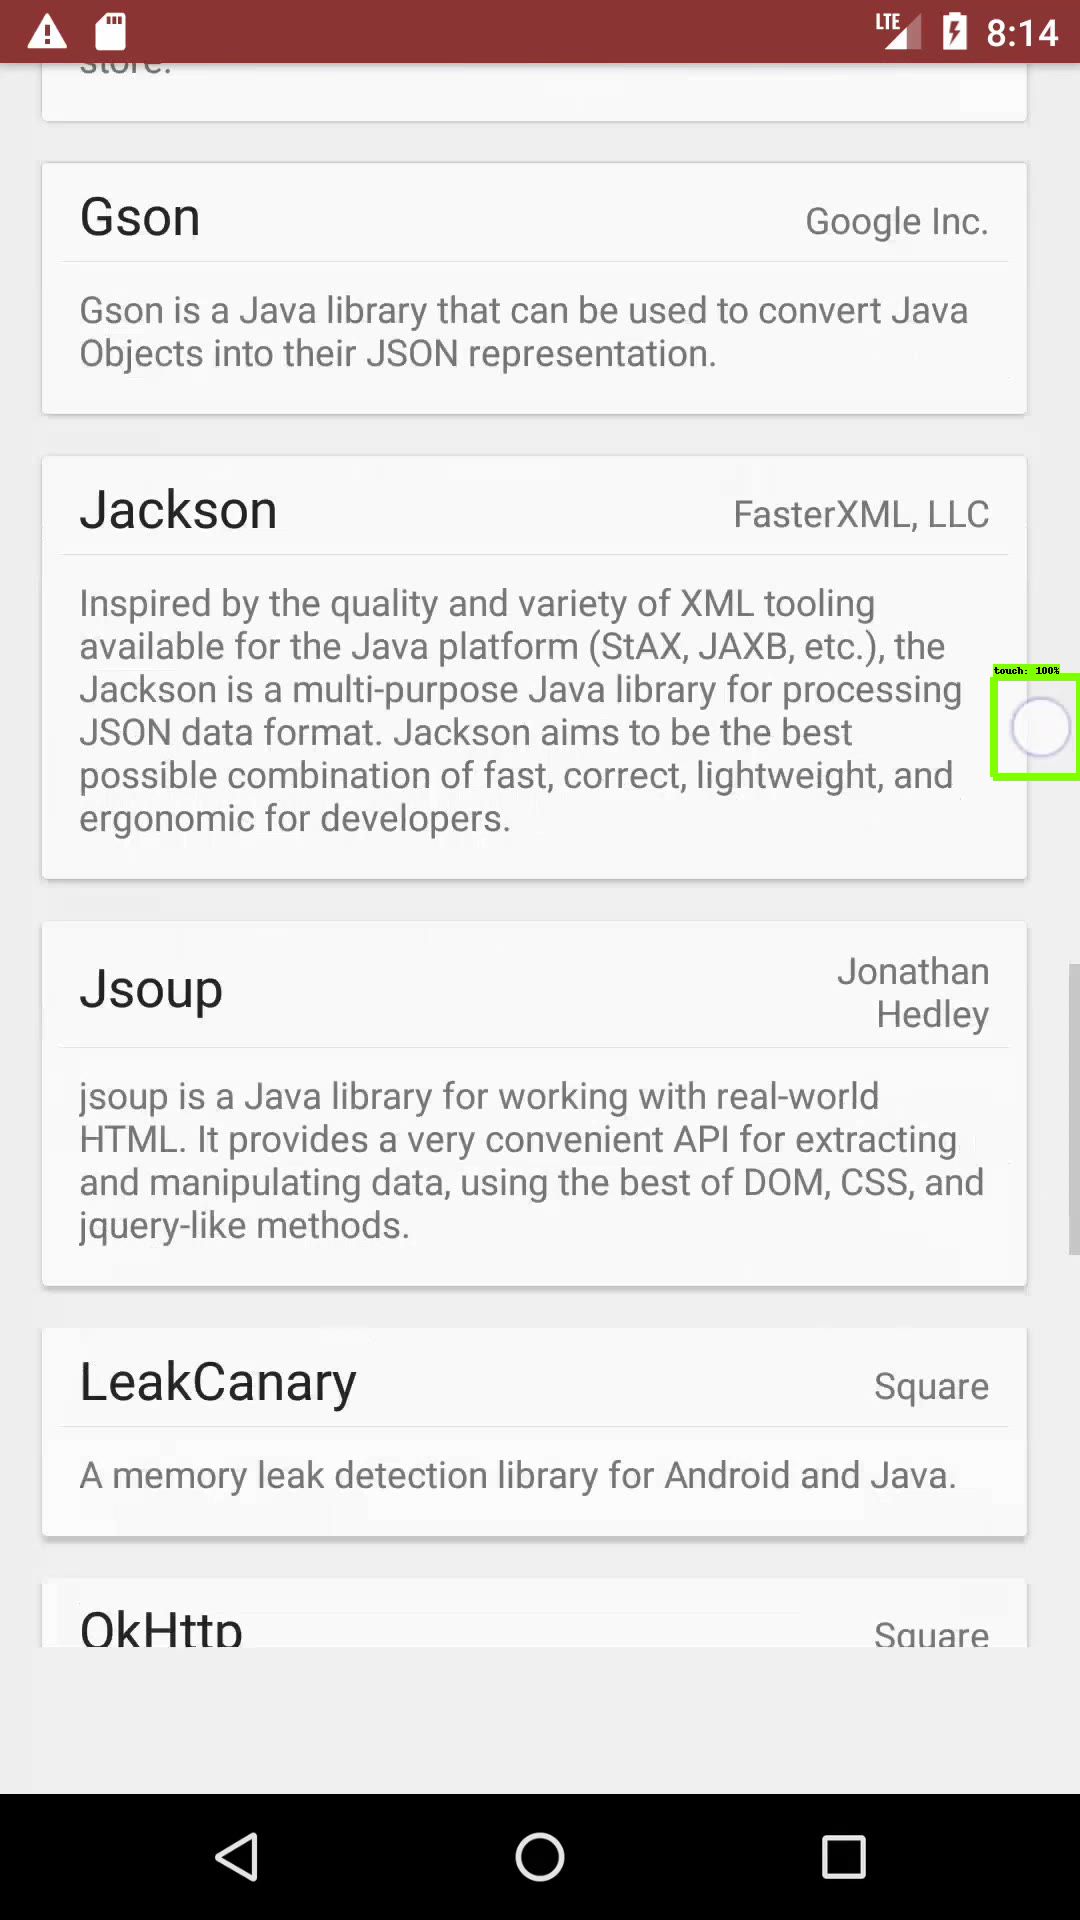 LTE 8:14
store.
Gson
Google Inc.
Gson is a Java library that can be used to convert Java
Objects into their JSON representation.
Jackson
FasterXML, LLC
Inspired by the quality and variety of XML tooling
available for the Java platform (StAX, JAXB, etc.), the
Jackson is a multi-purpose Java library for processing
JSON data format. Jackson aims to be the best
possible combination of fast, correct, lightweight, and
ergonomic for developers.
touch: 100%
Jsoup
Jonathan
Hedley
jsoup is a Java library for working with real-world
HTML. It provides a very convenient API for extracting
and manipulating data, using the best of DOM, CSS, and
jquery-like methods.
LeakCanary
Square
A memory leak detection library for Android and Java.
OkHttp
Square